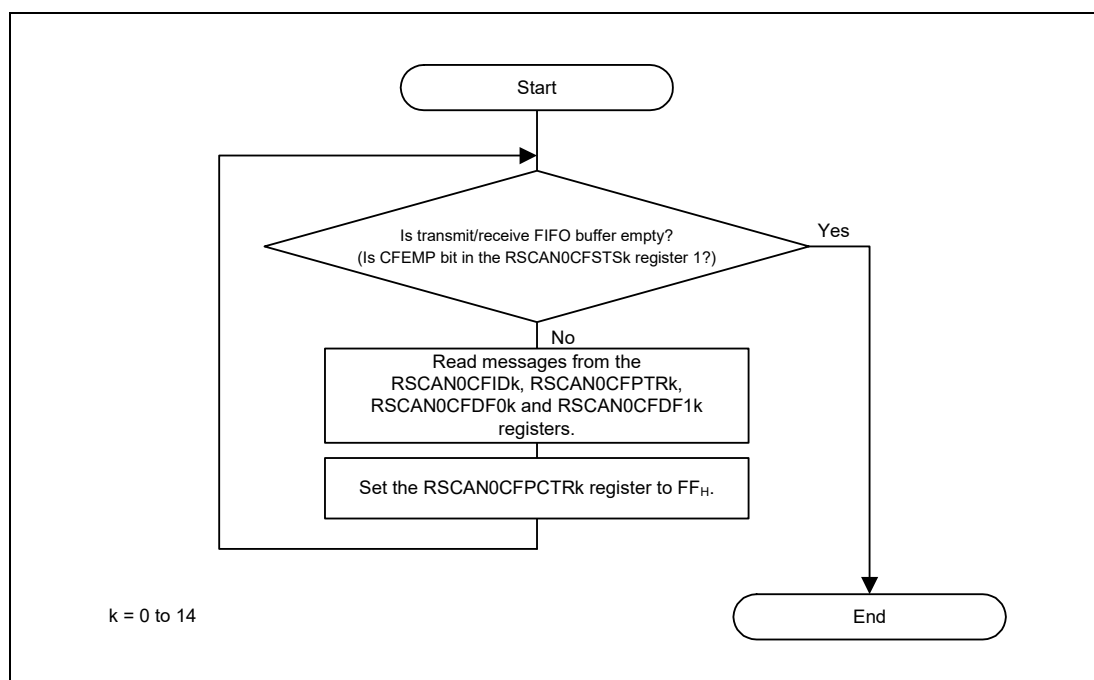 Start
Is transmit/receive FIFO buffer empty?
(Is CFEMP bit in the RSCAN0CFSTSk register 1?)
Yes
No
Read messages from the
RSCAN0CFIDk, RSCAN0CFPTRk,
RSCAN0CFDF0k and RSCAN0CFDF1k
registers.
Set the RSCAN0CFPCTRk register to FFH.
k = 0 to 14
End